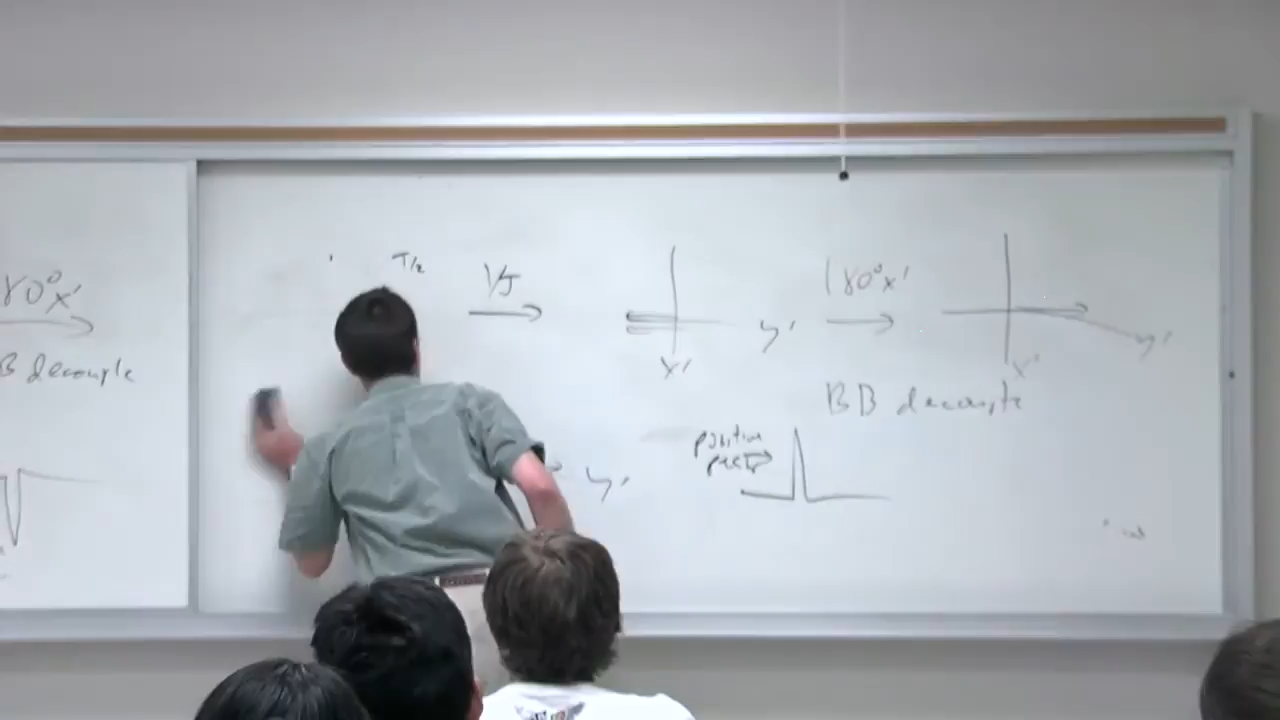 180°x'
B decouple
T/2
1/J
y'
x'
180°x'
y'
x'
BB decouple
positive
peak
y'